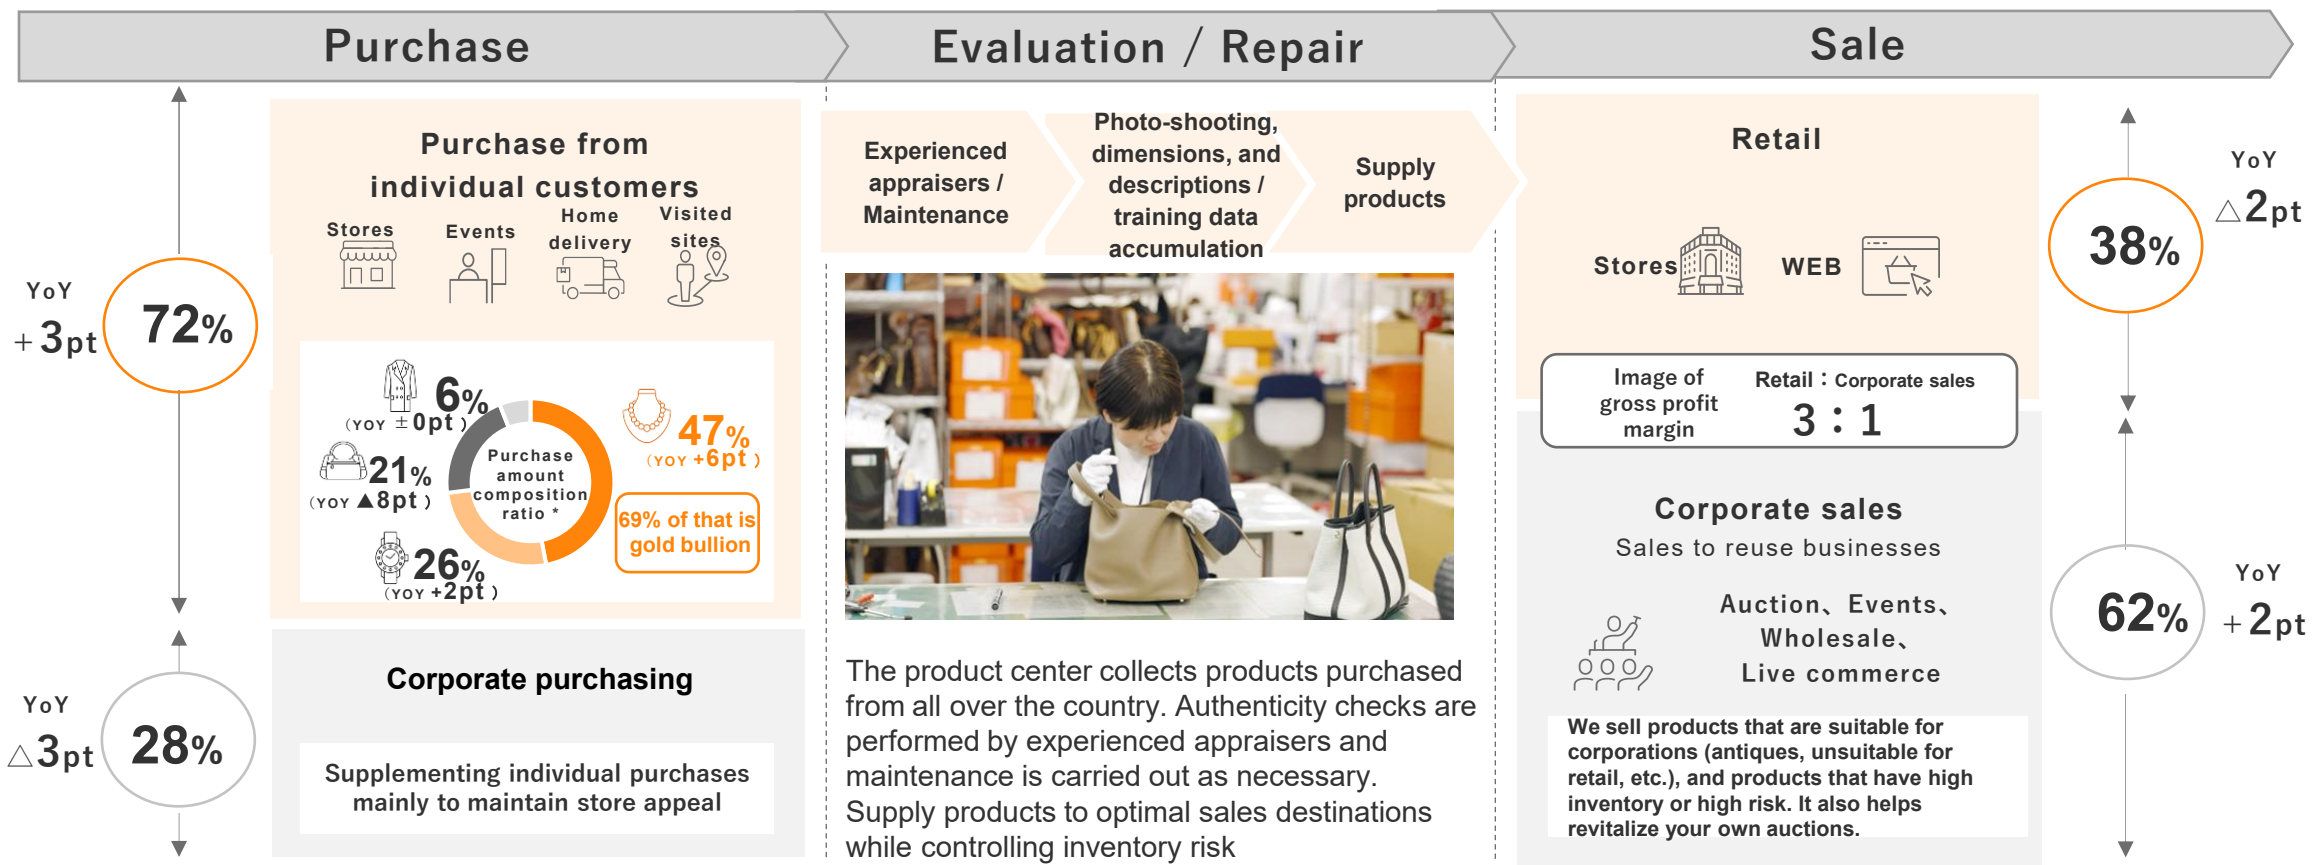 Purchase
Evaluation / Repair
Sale
YoY
+3pt
72%
Purchase from
individual customers
Stores
Events
Home
delivery
Visited
sites
6%
(YOY ±0pt)
21%
(YOY ▲8pt)
26%
(YOY +2pt)
47%
(YOY +6pt)
Purchase
amount
composition
ratio *
69% of that is
gold bullion
YoY
△3pt
28%
Corporate purchasing
Supplementing individual purchases
mainly to maintain store appeal
Experienced
appraisers /
Maintenance
Photo-shooting,
dimensions, and
descriptions /
training data
accumulation
Supply
products
The product center collects products purchased
from all over the country. Authenticity checks are
performed by experienced appraisers and
maintenance is carried out as necessary.
Supply products to optimal sales destinations
while controlling inventory risk
Retail
Stores
WEB
38%
YoY
△2pt
Image of
gross profit
margin
Retail：Corporate sales
3：1
Corporate sales
Sales to reuse businesses
Auction、Events、
Wholesale、
Live commerce
62%
YoY
+2pt
We sell products that are suitable for
corporations (antiques, unsuitable for
retail, etc.), and products that have high
inventory or high risk. It also helps
revitalize your own auctions.